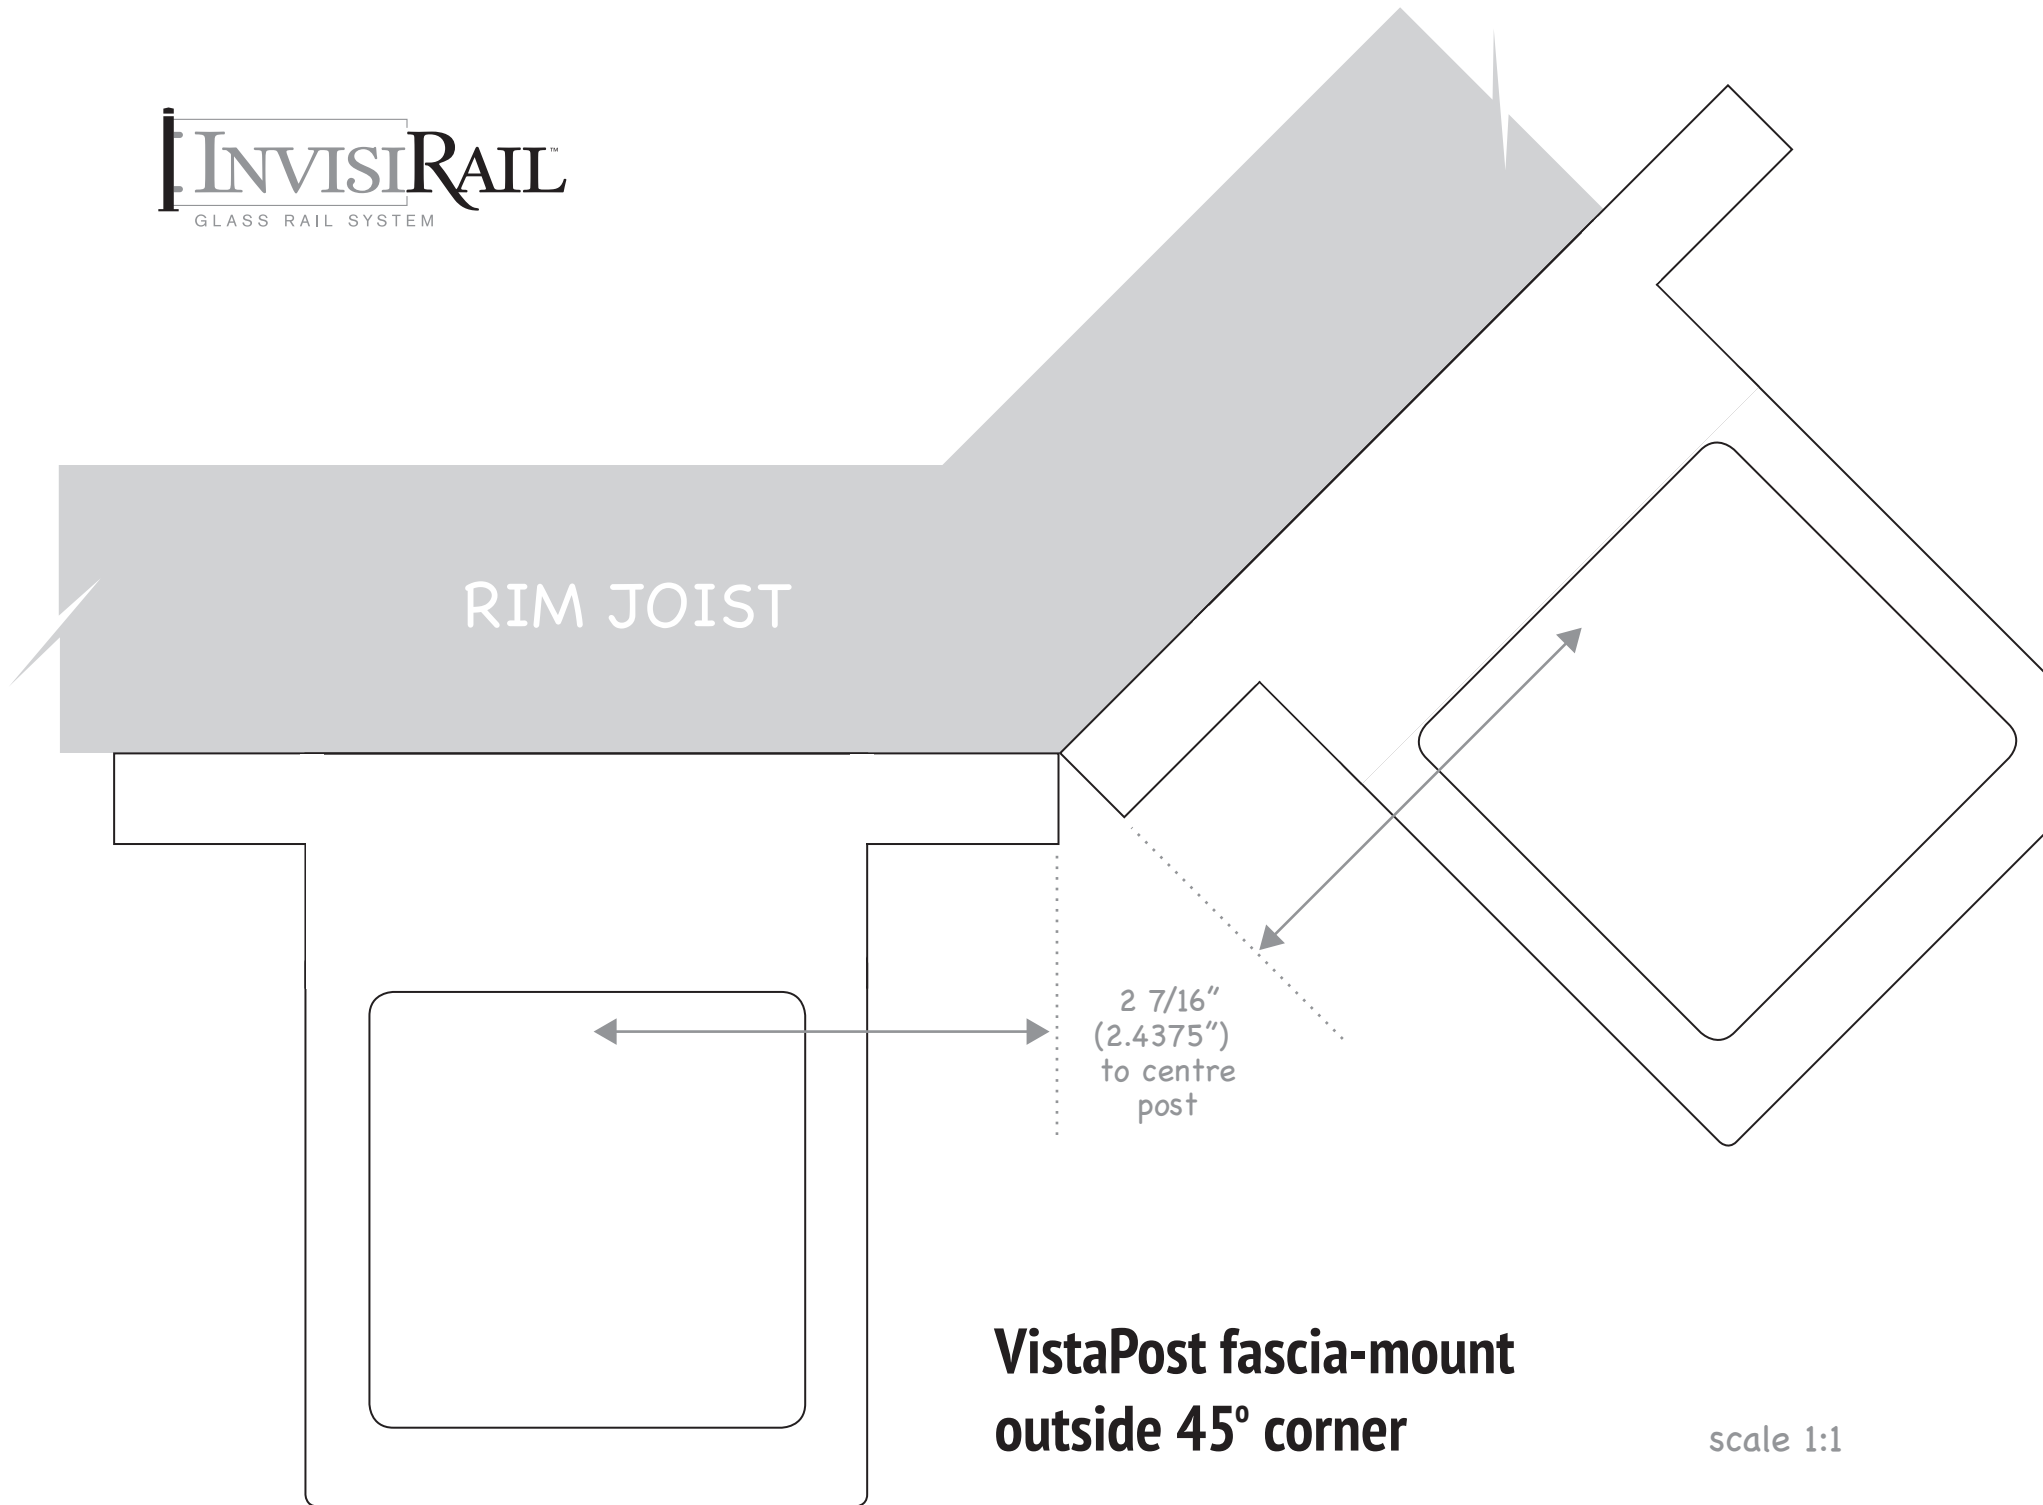 INVISIRAIL™
GLASS RAIL SYSTEM
RIM JOIST
2 7/16"
(2.4375")
to centre
post
VistaPost fascia-mount
outside 45º corner
scale 1:1